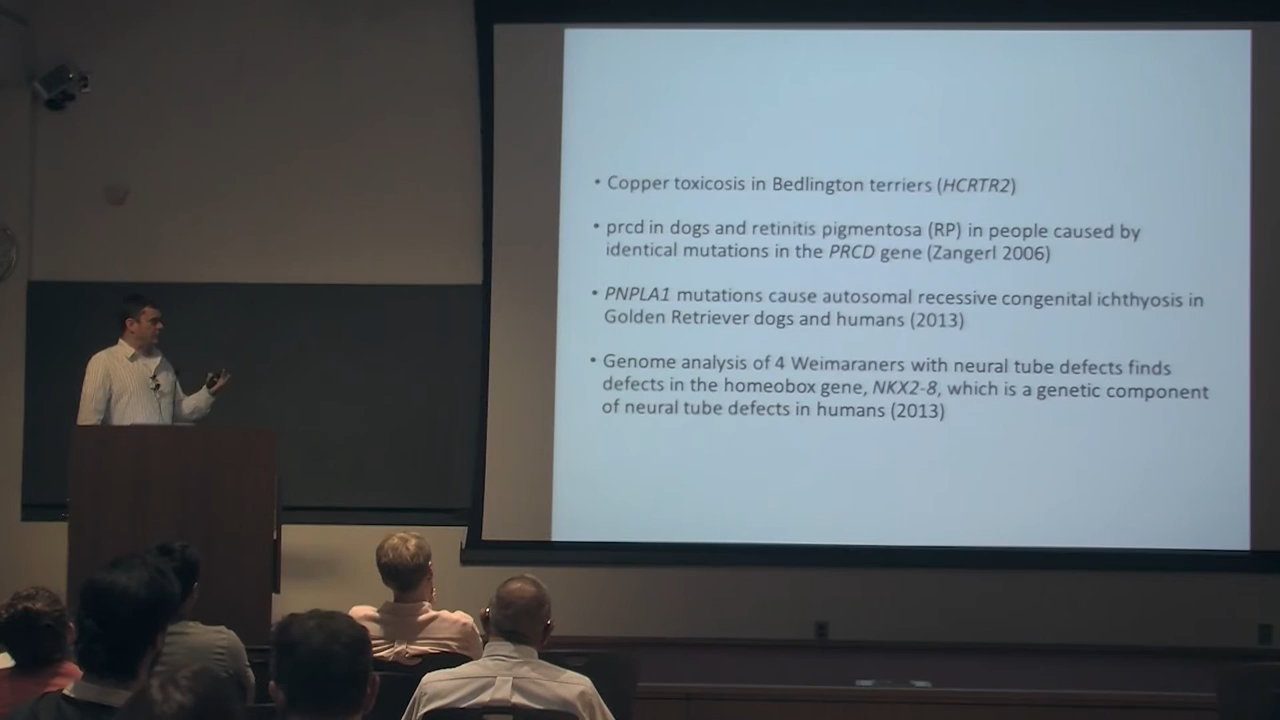 • Copper toxicosis in Bedlington terriers (HCRTR2)
• prcd in dogs and retinitis pigmentosa (RP) in people caused by
identical mutations in the PRCD gene (Zangerl 2006)
• PNPLA1 mutations cause autosomal recessive congenital ichthyosis in
Golden Retriever dogs and humans (2013)
• Genome analysis of 4 Weimaraners with neural tube defects finds
defects in the homeobox gene, NKX2-8, which is a genetic component
of neural tube defects in humans (2013)